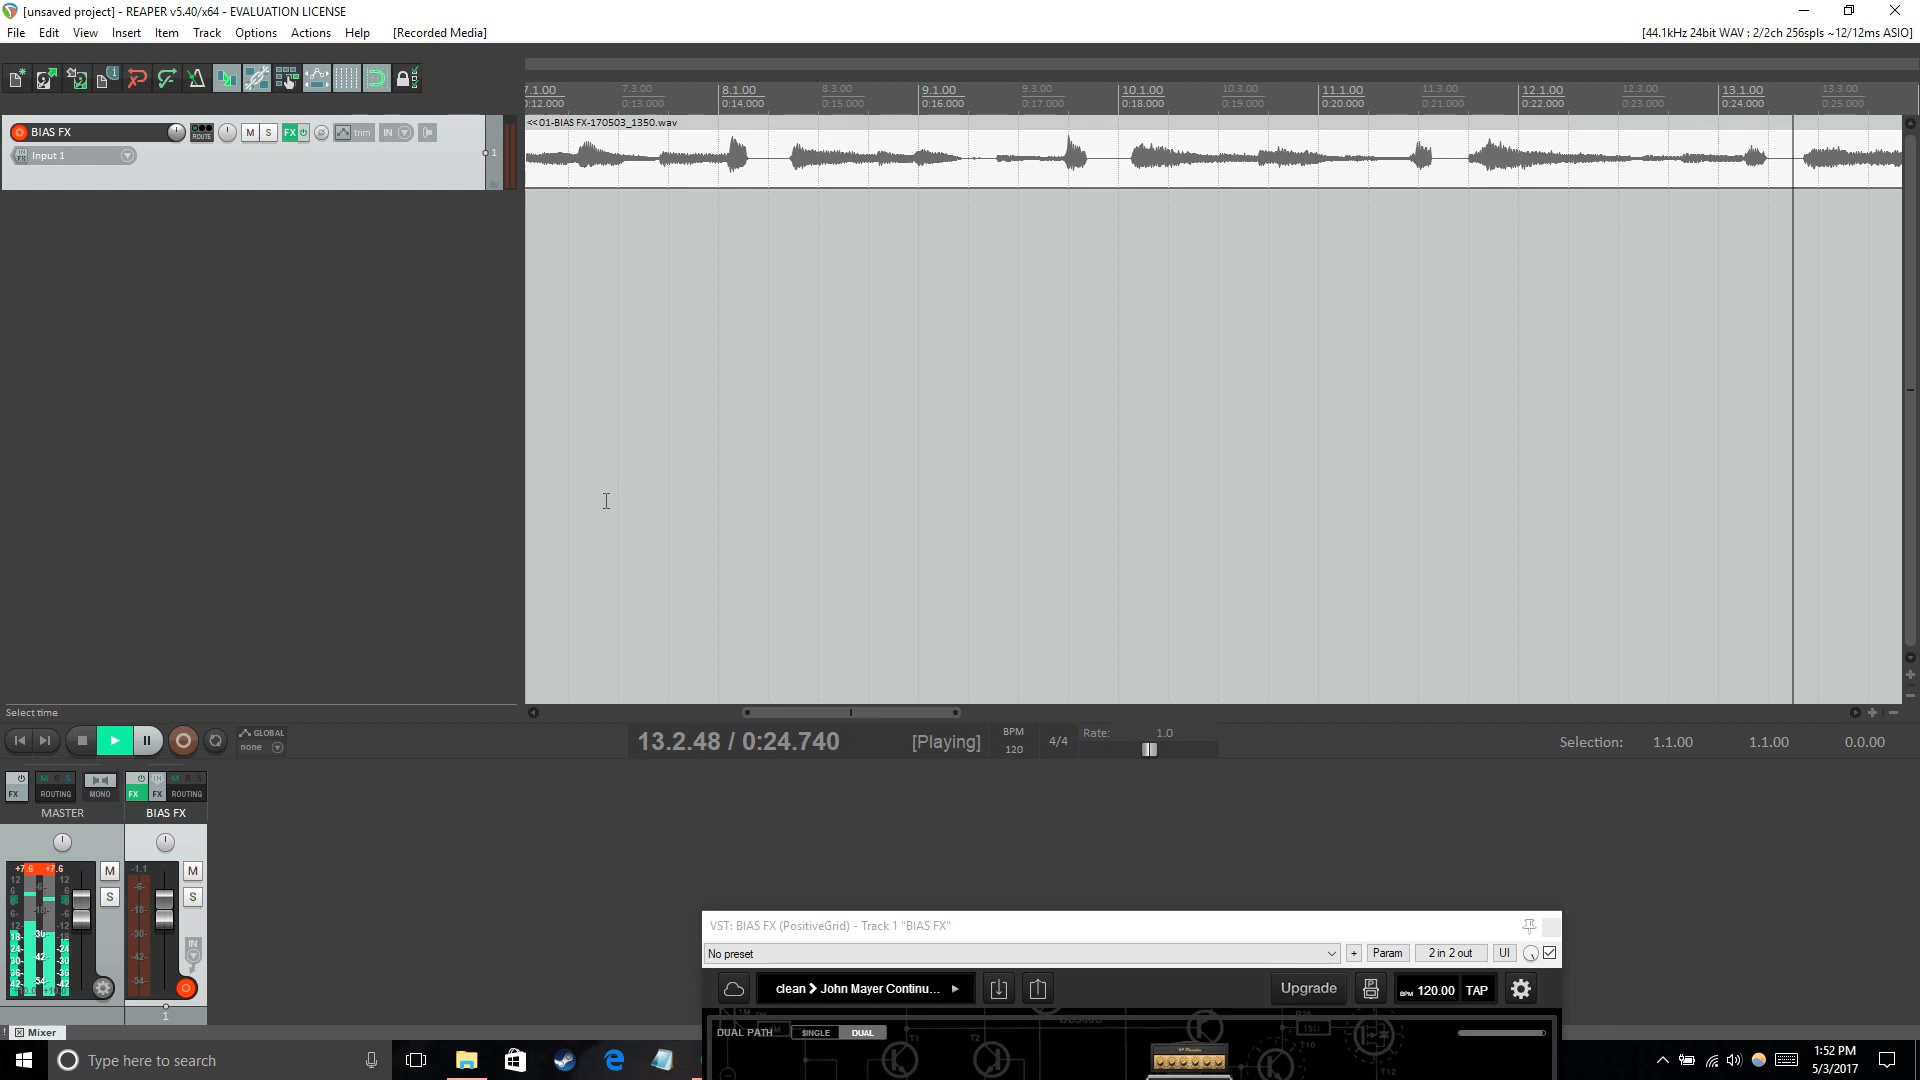 [unsaved project] - REAPER v5.40/x64 - EVALUATION LICENSE
File Edit View Insert Item Track Options Actions Help [Recorded Media]
[44.1kHz 24bit WAV : 2/2ch 256spls ~12/12ms ASIO]
7.1.00 7.3.00 8.1.00 8.3.00 9.1.00 9.3.00 10.1.00 10.3.00 11.1.00 11.3.00 12.1.00 12.3.00 13.1.00 13.3.00
0:12.000 0:13.000 0:14.000 0:15.000 0:16.000 0:17.000 0:18.000 0:19.000 0:20.000 0:21.000 0:22.000 0:23.000 0:24.000 0:25.000
<<01-BIAS FX-170503_1350.wav
BIAS FX ROUTE M S FX trim IN
IN FX Input 1
1
Select time
GLOBAL
none
13.2.48 / 0:24.740 [Playing]
BPM
120
4/4
Rate: 1.0
Selection: 1.1.00 1.1.00 0.0.00
FX M R S ROUTING MONO FX IN FX M R S ROUTING
MASTER BIAS FX
+7.6 +7.6 M -1.1 M
S S
IN
1
Mixer
VST: BIAS FX (PositiveGrid) - Track 1 "BIAS FX"
No preset + Param 2 in 2 out UI
clean John Mayer Continu... Upgrade BPM 120.00 TAP
DUAL PATH SINGLE DUAL
T1 T2 T10 T12
Type here to search
1:52 PM
5/3/2017